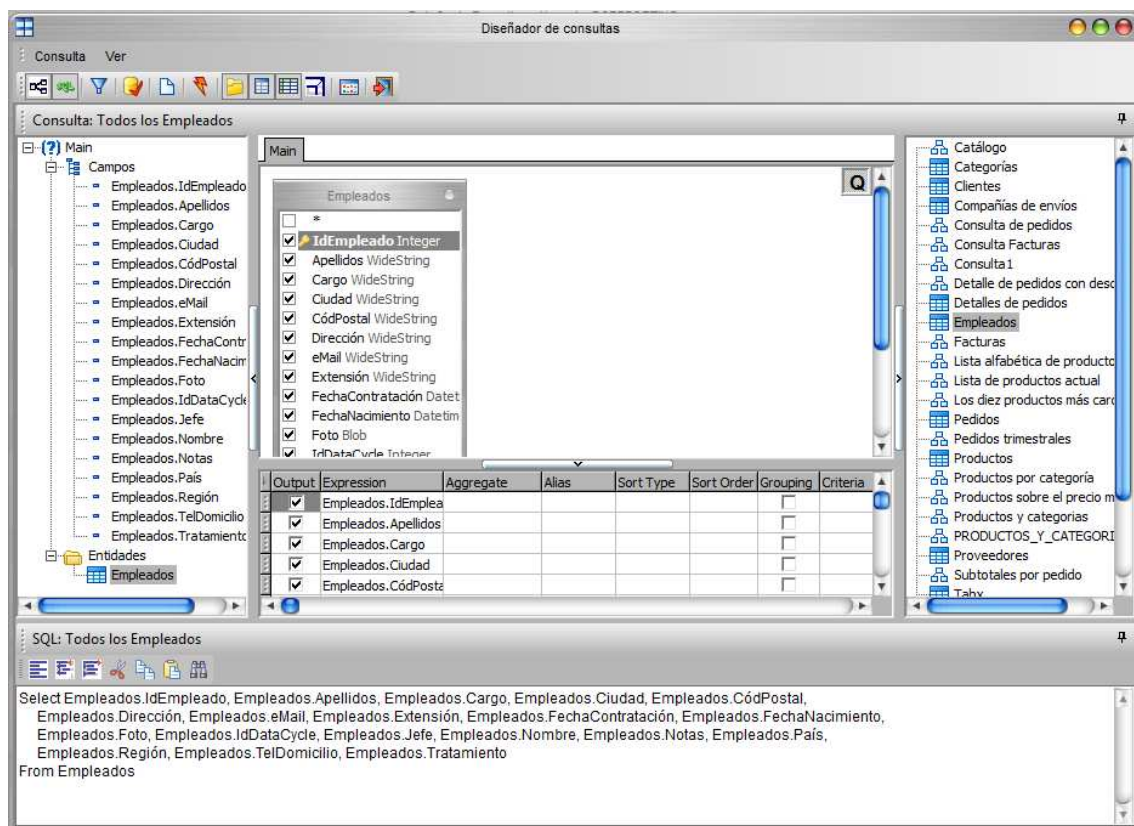 Diseñador de consultas
Consulta Ver
Consulta: Todos los Empleados
(?) Main
Campos
Empleados.IdEmpleado
Empleados.Apellidos
Empleados.Cargo
Empleados.Ciudad
Empleados.CódPostal
Empleados.Dirección
Empleados.eMail
Empleados.Extensión
Empleados.FechaContr
Empleados.FechaNacim
Empleados.Foto
Empleados.IdDataCycle
Empleados.Jefe
Empleados.Nombre
Empleados.Notas
Empleados.País
Empleados.Región
Empleados.TelDomicilio
Empleados.Tratamiento
Entidades
Empleados
Main
Q
Empleados
*
IdEmpleado Integer
Apellidos WideString
Cargo WideString
Ciudad WideString
CódPostal WideString
Dirección WideString
eMail WideString
Extensión WideString
FechaContratación Datet
FechaNacimiento Datetim
Foto Blob
IdDataCycle Integer
Output Expression Aggregate Alias Sort Type Sort Order Grouping Criteria
Empleados.IdEmplea
Empleados.Apellidos
Empleados.Cargo
Empleados.Ciudad
Empleados.CódPosta
Catálogo
Categorías
Clientes
Compañías de envíos
Consulta de pedidos
Consulta Facturas
Consulta1
Detalle de pedidos con desc
Detalles de pedidos
Empleados
Facturas
Lista alfabética de producto
Lista de productos actual
Los diez productos más card
Pedidos
Pedidos trimestrales
Productos
Productos por categoría
Productos sobre el precio m
Productos y categorias
PRODUCTOS_Y_CATEGORI
Proveedores
Subtotales por pedido
Tabx
SQL: Todos los Empleados
Select Empleados.IdEmpleado, Empleados.Apellidos, Empleados.Cargo, Empleados.Ciudad, Empleados.CódPostal,
Empleados.Dirección, Empleados.eMail, Empleados.Extensión, Empleados.FechaContratación, Empleados.FechaNacimiento,
Empleados.Foto, Empleados.IdDataCycle, Empleados.Jefe, Empleados.Nombre, Empleados.Notas, Empleados.País,
Empleados.Región, Empleados.TelDomicilio, Empleados.Tratamiento
From Empleados